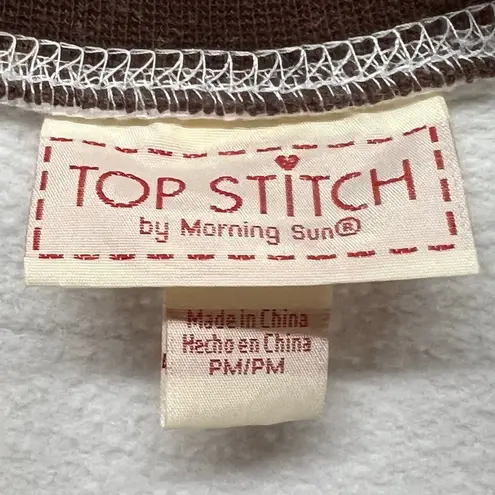 TOP STITCH
by Morning Sun®
Made in China
Hecho en China
PM/PM